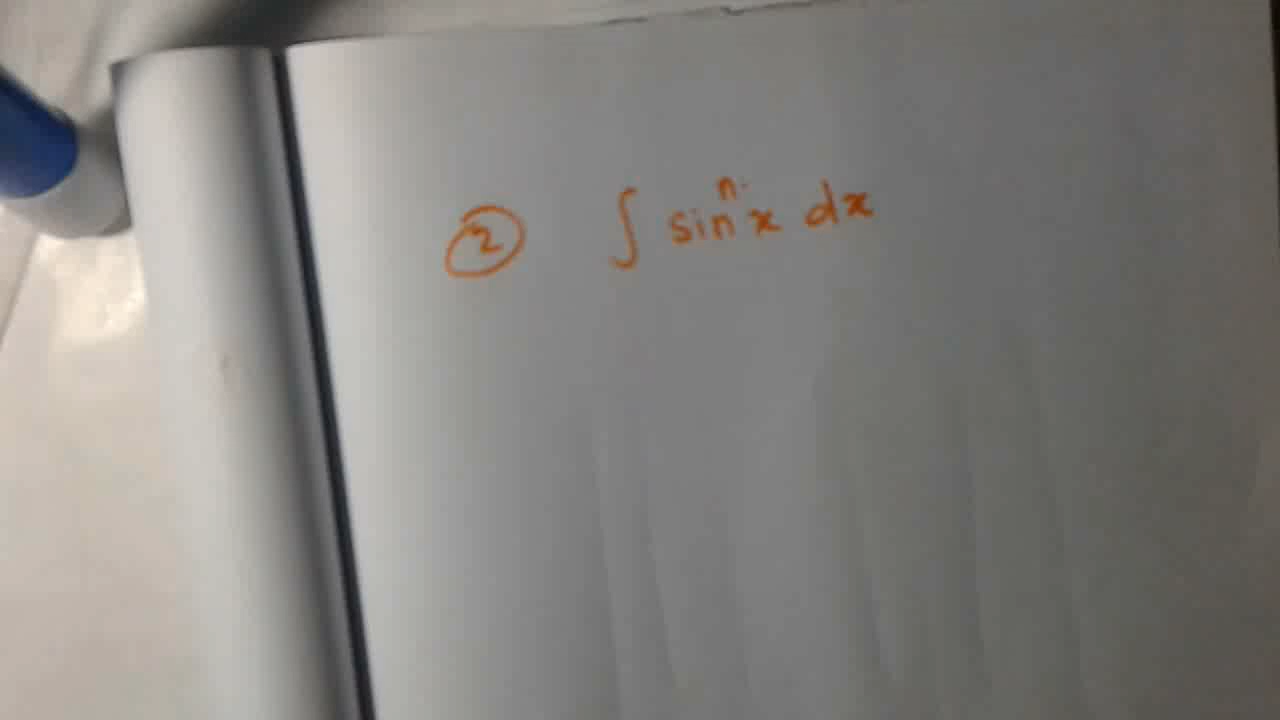 ② ∫ sinⁿx dx